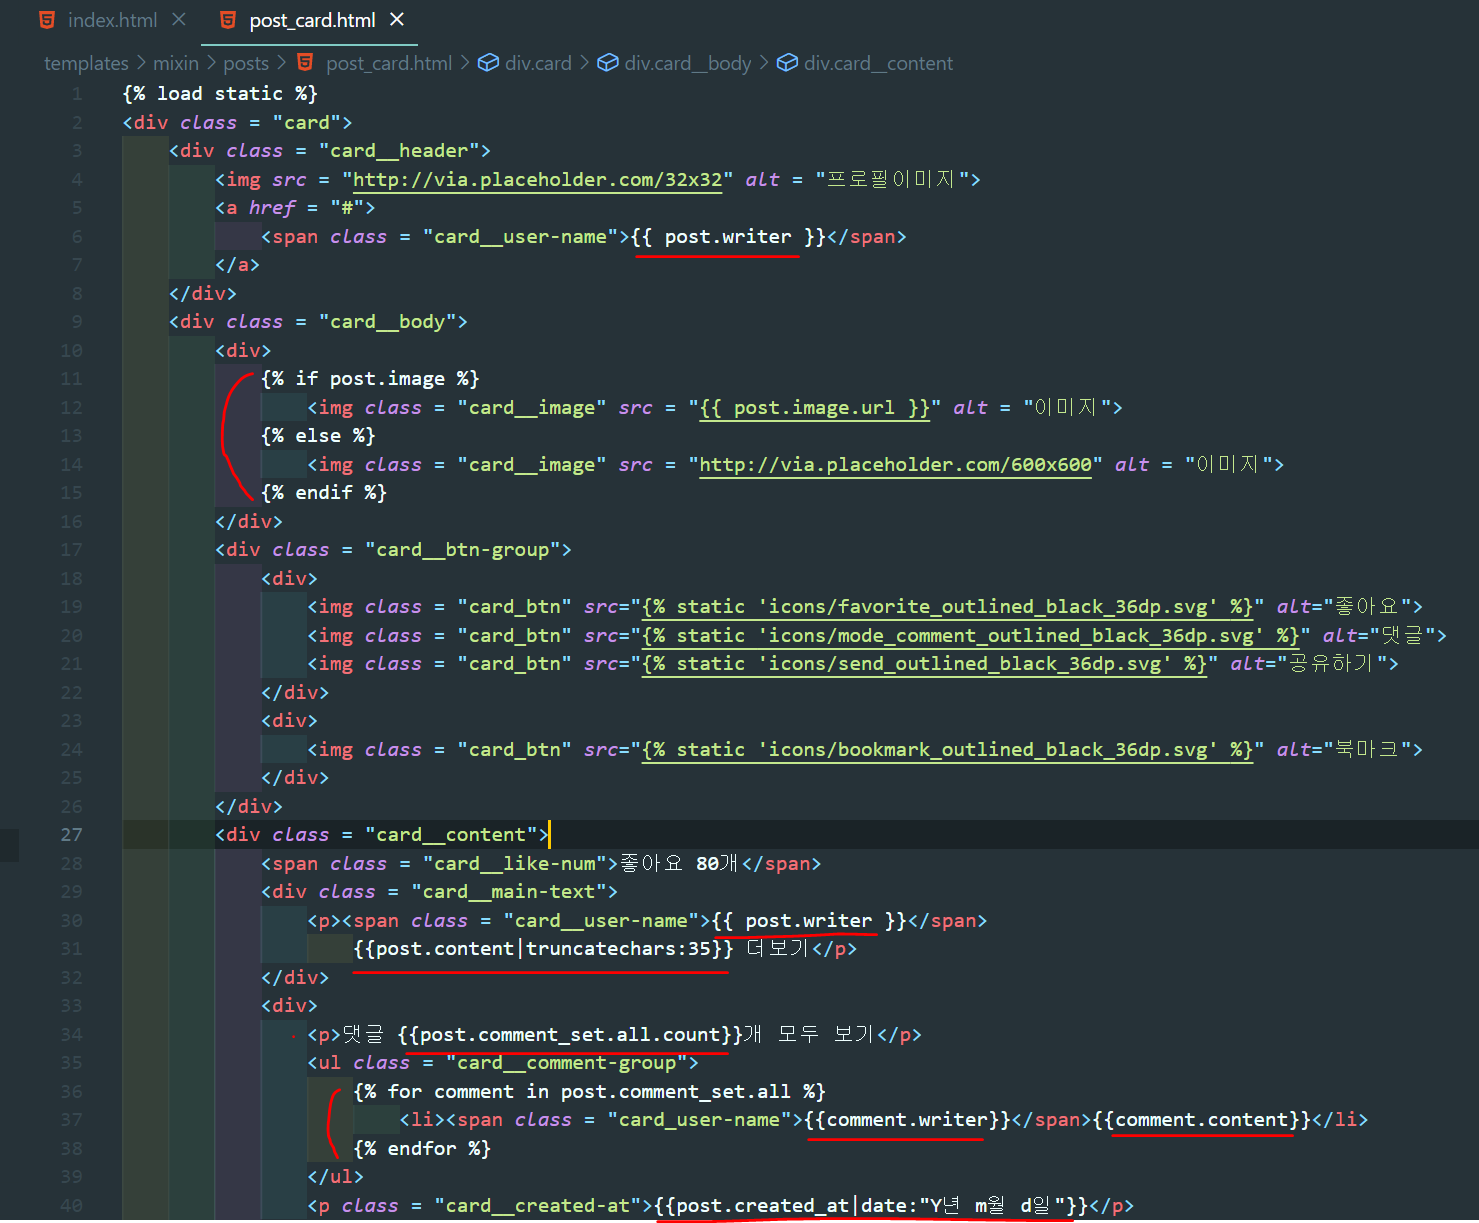 index.html
post_card.html
templates > mixin > posts > post_card.html > div.card > div.card__body > div.card__content
1 {% load static %}
2 <div class = "card">
3 <div class = "card__header">
4 <img src = "http://via.placeholder.com/32x32" alt = "프로필이미지">
5 <a href = "#">
6 <span class = "card__user-name">{{ post.writer }}</span>
7 </a>
8 </div>
9 <div class = "card__body">
10 <div>
11 {% if post.image %}
12 <img class = "card__image" src = "{{ post.image.url }}" alt = "이미지">
13 {% else %}
14 <img class = "card__image" src = "http://via.placeholder.com/600x600" alt = "이미지">
15 {% endif %}
16 </div>
17 <div class = "card__btn-group">
18 <div>
19 <img class = "card_btn" src="{% static 'icons/favorite_outlined_black_36dp.svg' %}" alt="좋아요">
20 <img class = "card_btn" src="{% static 'icons/mode_comment_outlined_black_36dp.svg' %}" alt="댓글">
21 <img class = "card_btn" src="{% static 'icons/send_outlined_black_36dp.svg' %}" alt="공유하기">
22 </div>
23 <div>
24 <img class = "card_btn" src="{% static 'icons/bookmark_outlined_black_36dp.svg' %}" alt="북마크">
25 </div>
26 </div>
27 <div class = "card__content">
28 <span class = "card__like-num">좋아요 80개</span>
29 <div class = "card__main-text">
30 <p><span class = "card__user-name">{{ post.writer }}</span>
31 {{post.content|truncatechars:35}} 더보기</p>
32 </div>
33 <div>
34 <p>댓글 {{post.comment_set.all.count}}개 모두 보기</p>
35 <ul class = "card__comment-group">
36 {% for comment in post.comment_set.all %}
37 <li><span class = "card_user-name">{{comment.writer}}</span>{{comment.content}}</li>
38 {% endfor %}
39 </ul>
40 <p class = "card__created-at">{{post.created_at|date:"Y년 m월 d일"}}</p>